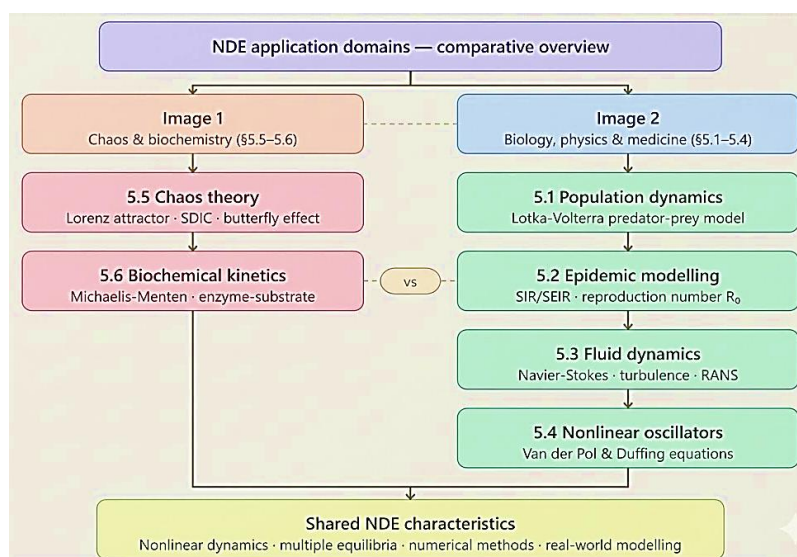 NDE application domains — comparative overview
Image 1
Chaos & biochemistry (§5.5–5.6)
Image 2
Biology, physics & medicine (§5.1–5.4)
5.5 Chaos theory
Lorenz attractor · SDIC · butterfly effect
5.1 Population dynamics
Lotka-Volterra predator-prey model
5.6 Biochemical kinetics
Michaelis-Menten · enzyme-substrate
vs
5.2 Epidemic modelling
SIR/SEIR · reproduction number R₀
5.3 Fluid dynamics
Navier-Stokes · turbulence · RANS
5.4 Nonlinear oscillators
Van der Pol & Duffing equations
Shared NDE characteristics
Nonlinear dynamics · multiple equilibria · numerical methods · real-world modelling